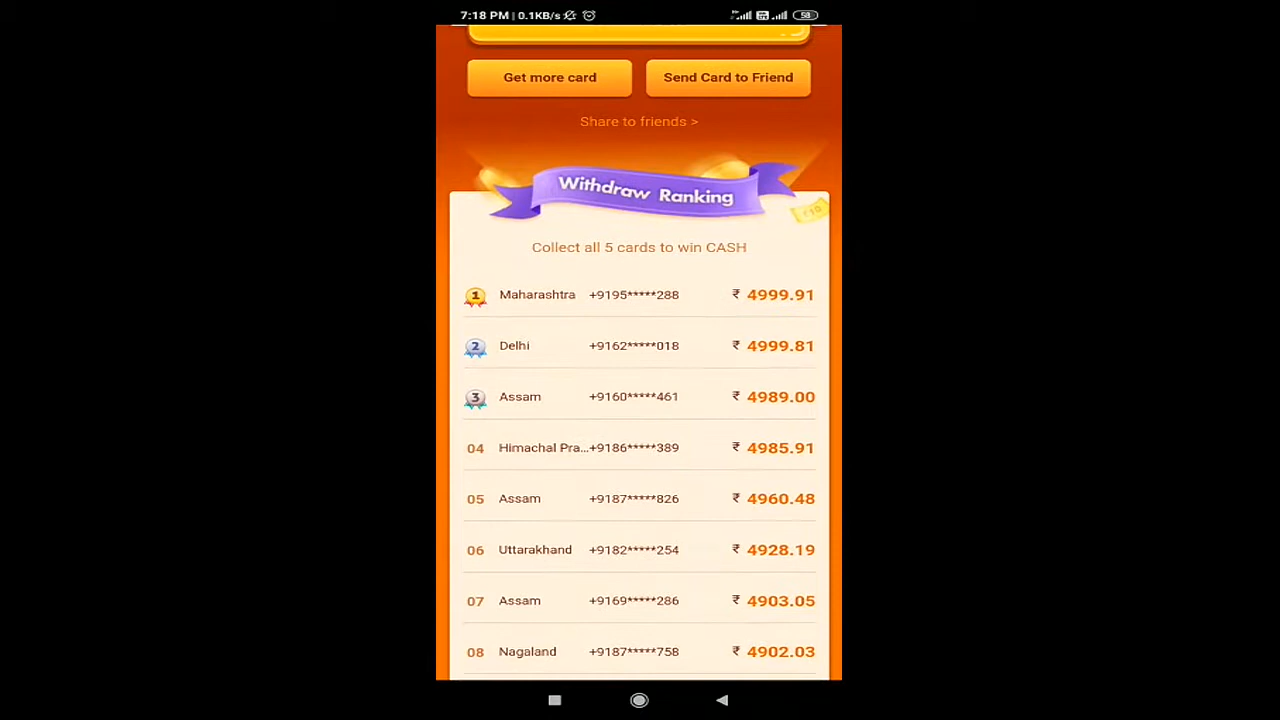 7:18 PM | 0.1KB/s
58
Get more card
Send Card to Friend
Share to friends >
Withdraw Ranking
₹10
Collect all 5 cards to win CASH
1 Maharashtra +9195*****288 ₹ 4999.91
2 Delhi +9162*****018 ₹ 4999.81
3 Assam +9160*****461 ₹ 4989.00
04 Himachal Pra... +9186*****389 ₹ 4985.91
05 Assam +9187*****826 ₹ 4960.48
06 Uttarakhand +9182*****254 ₹ 4928.19
07 Assam +9169*****286 ₹ 4903.05
08 Nagaland +9187*****758 ₹ 4902.03